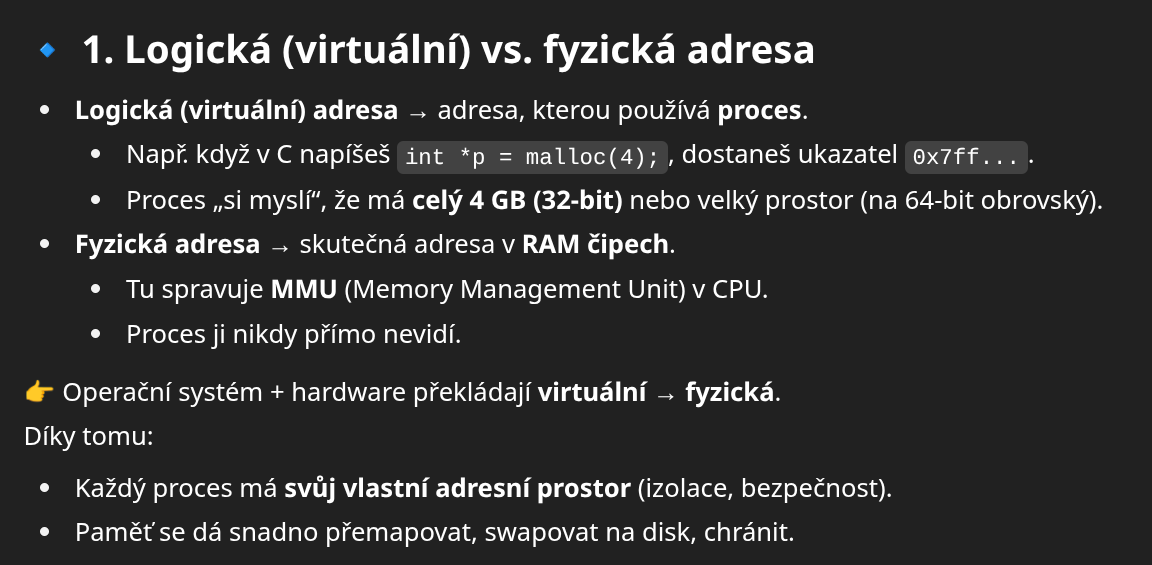 🔹 1. Logická (virtuální) vs. fyzická adresa
• Logická (virtuální) adresa → adresa, kterou používá proces.
• Např. když v C napíšeš int *p = malloc(4);, dostaneš ukazatel 0x7ff....
• Proces „si myslí“, že má celý 4 GB (32-bit) nebo velký prostor (na 64-bit obrovský).
• Fyzická adresa → skutečná adresa v RAM čipech.
• Tu spravuje MMU (Memory Management Unit) v CPU.
• Proces ji nikdy přímo nevidí.
👉 Operační systém + hardware překládají virtuální → fyzická.
Díky tomu:
• Každý proces má svůj vlastní adresní prostor (izolace, bezpečnost).
• Paměť se dá snadno přemapovat, swapovat na disk, chránit.